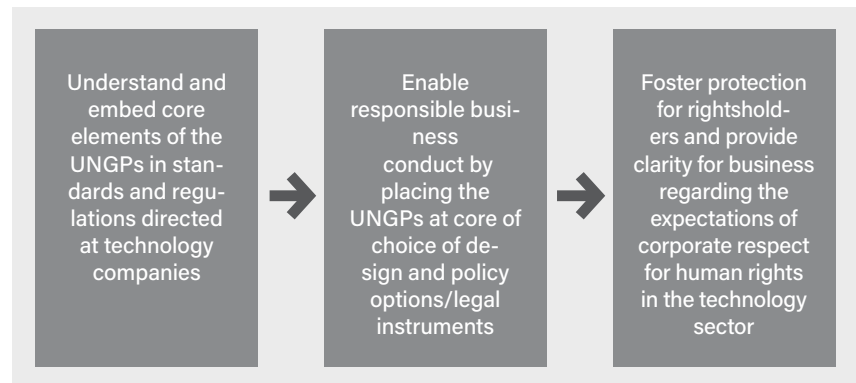 Understand and
embed core
elements of the
UNGPs in stan-
dards and regu-
lations directed
at technology
companies
Enable
responsible busi-
ness
conduct by
placing the
UNGPs at core of
choice of de-
sign and policy
options/legal
instruments
Foster protection
for rightshold-
ers and provide
clarity for business
regarding the
expectations of
corporate respect
for human rights
in the technology
sector